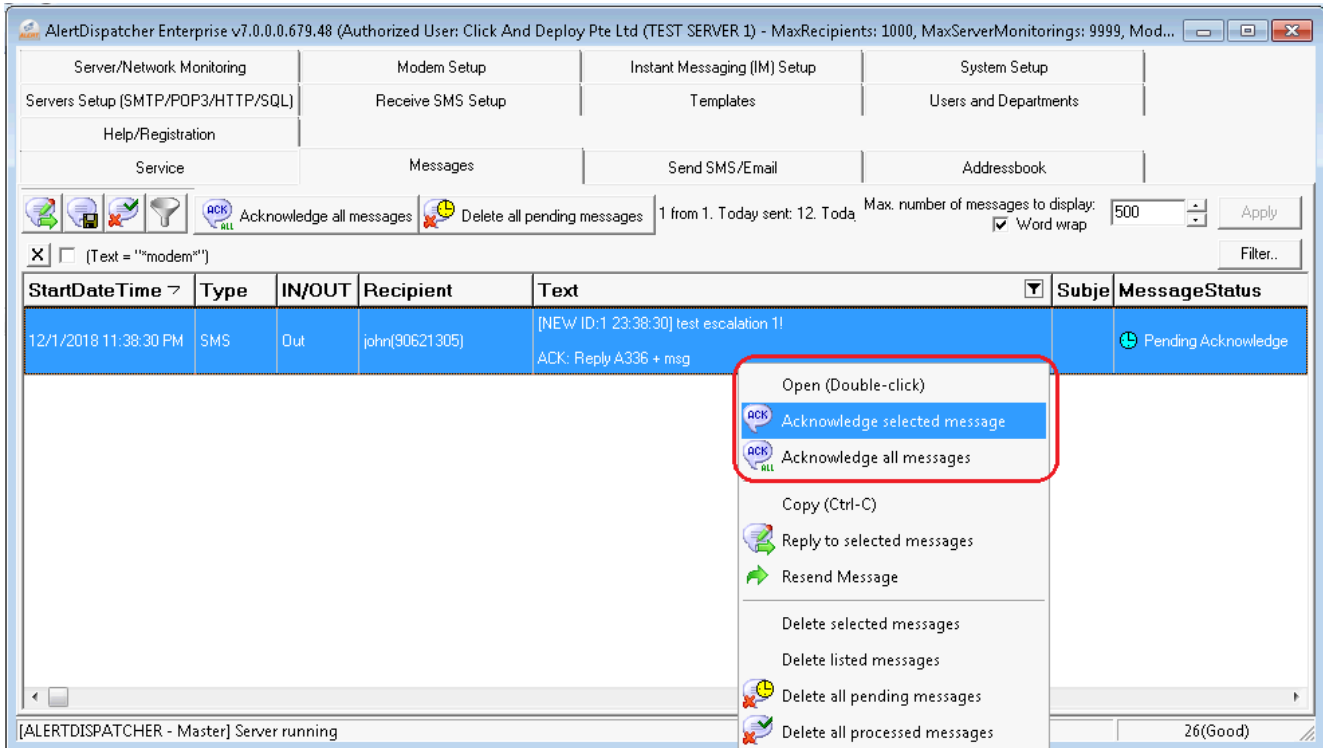 AlertDispatcher Enterprise v7.0.0.0.679.48 (Authorized User: Click And Deploy Pte Ltd (TEST SERVER 1) - MaxRecipients: 1000, MaxServerMonitorings: 9999, Mod...
Server/Network Monitoring Modem Setup Instant Messaging (IM) Setup System Setup
Servers Setup (SMTP/POP3/HTTP/SQL) Receive SMS Setup Templates Users and Departments
Help/Registration
Service Messages Send SMS/Email Addressbook
ACK ALL Acknowledge all messages Delete all pending messages 1 from 1. Today sent: 12. Toda Max. number of messages to display: 500 Apply
Word wrap
X (Text = "*modem*") Filter..
StartDateTime Type IN/OUT Recipient Text Subje MessageStatus
12/1/2018 11:38:30 PM SMS Out john(90621305) [NEW ID:1 23:38:30] test escalation 1! Pending Acknowledge
ACK: Reply A336 + msg
Open (Double-click)
ACK Acknowledge selected message
ACK ALL Acknowledge all messages
Copy (Ctrl-C)
Reply to selected messages
Resend Message
Delete selected messages
Delete listed messages
Delete all pending messages
Delete all processed messages
[ALERTDISPATCHER - Master] Server running 26(Good)